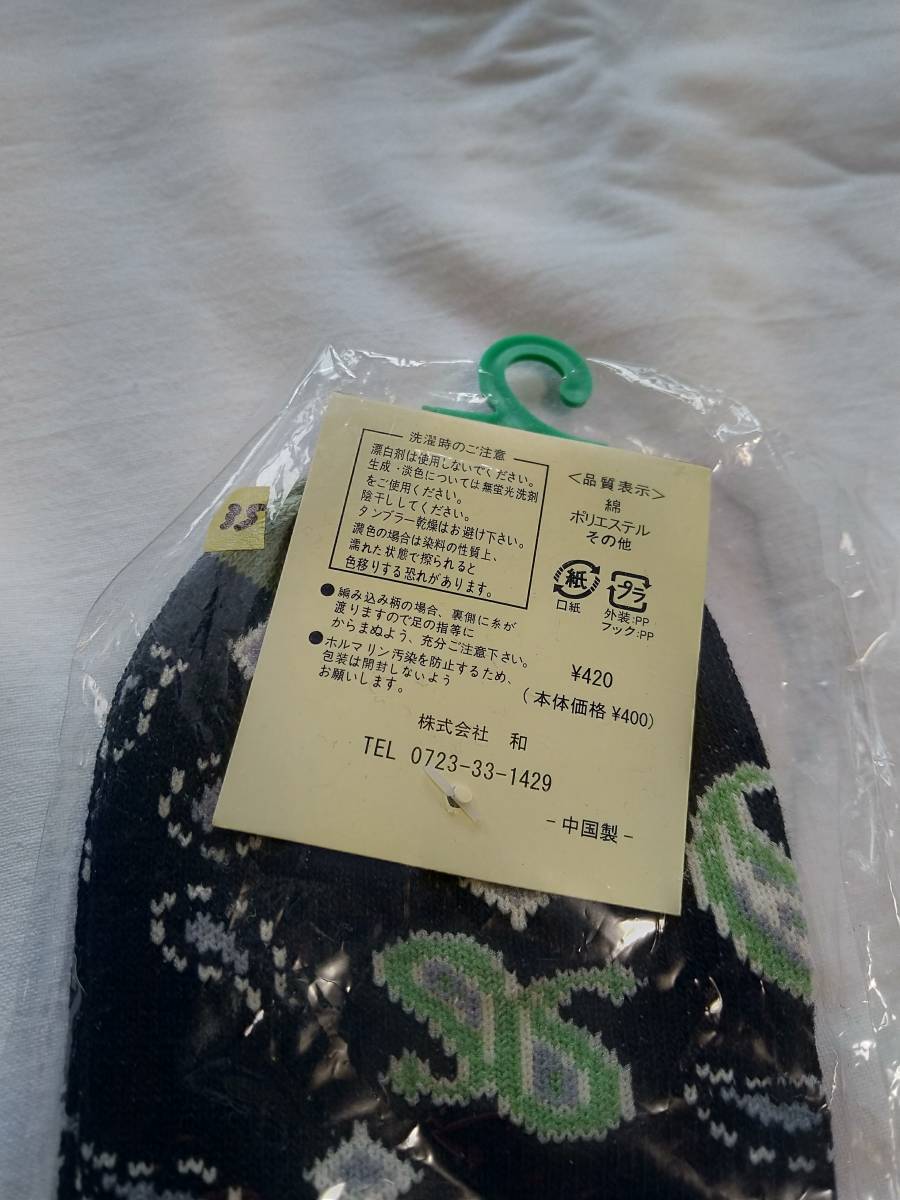 洗濯時のご注意
漂白剤は使用しないでください。
生成・淡色については無蛍光洗剤
をご使用ください。
陰干ししてください。
タンブラー乾燥はお避け下さい。
濃色の場合は染料の性質上、
濡れた状態で擦られると
色移りする恐れがあります。
●編み込み柄の場合、裏側に糸が
渡りますので足の指等に
からまぬよう、充分ご注意下さい。
●ホルマリン汚染を防止するため、
包装は開封しないよう
お願いします。
<品質表示>
綿
ポリエステル
その他
紙
口紙
プラ
外装:PP
フック:PP
¥420
(本体価格¥400)
株式会社 和
TEL 0723-33-1429
-中国製-
35